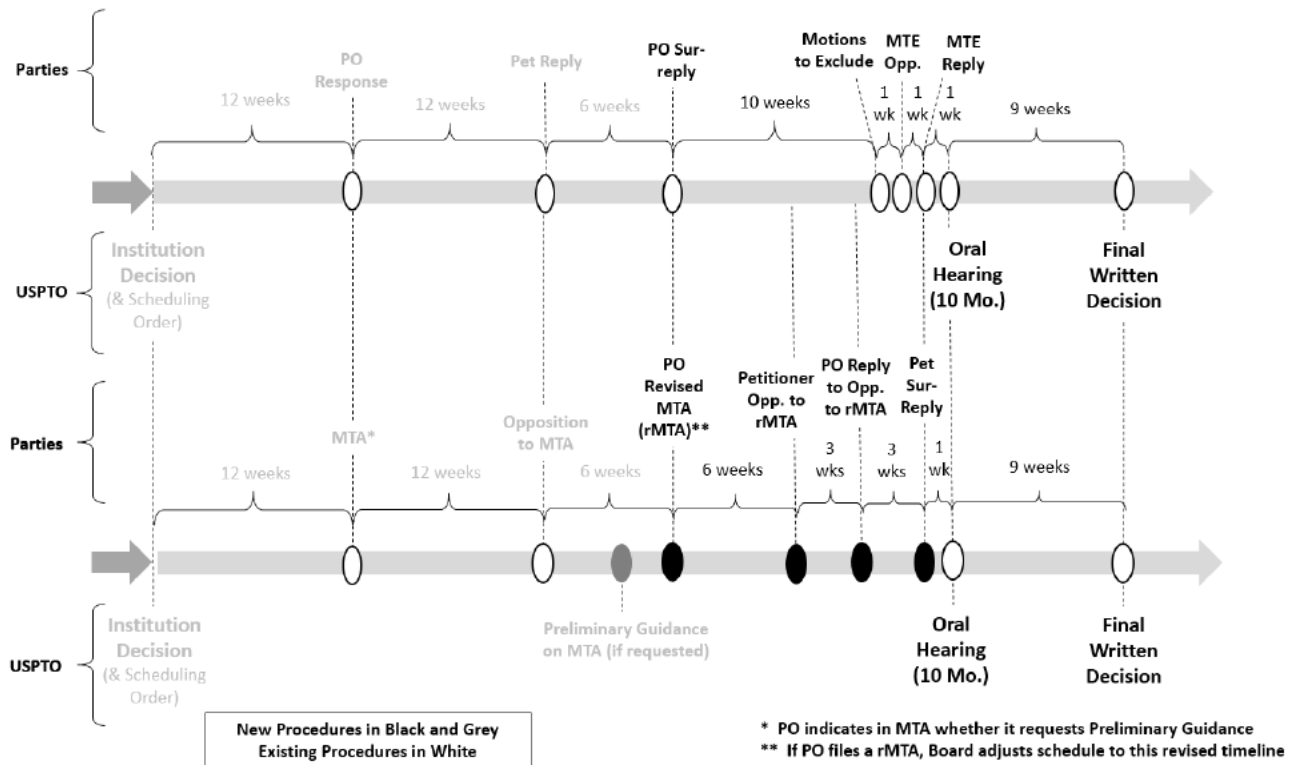 Parties
12 weeks
PO
Response
12 weeks
Pet Reply
6 weeks
PO Sur-
reply
10 weeks
Motions
to Exclude
1
wk
MTE
Opp.
1
wk
MTE
Reply
1
wk
9 weeks
USPTO
Institution
Decision
(& Scheduling
Order)
Oral
Hearing
(10 Mo.)
Final
Written
Decision
Parties
12 weeks
MTA*
12 weeks
Opposition
to MTA
6 weeks
PO
Revised
MTA
(rMTA)**
6 weeks
Petitioner
Opp. to
rMTA
3
wks
PO Reply
to Opp.
to rMTA
3
wks
Pet
Sur-
Reply
1
wk
9 weeks
USPTO
Institution
Decision
(& Scheduling
Order)
Preliminary Guidance
on MTA (if requested)
Oral
Hearing
(10 Mo.)
Final
Written
Decision
New Procedures in Black and Grey
Existing Procedures in White
* PO indicates in MTA whether it requests Preliminary Guidance
** If PO files a rMTA, Board adjusts schedule to this revised timeline